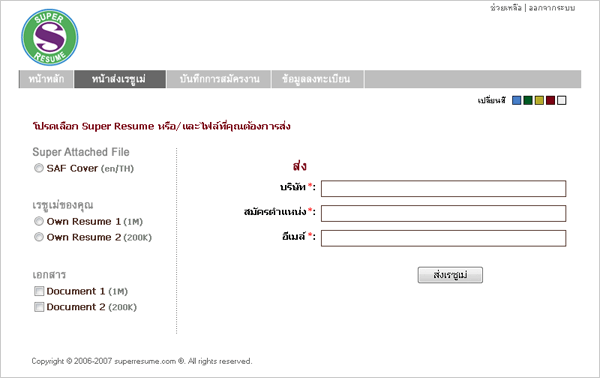 ช่วยเหลือ | ออกจากระบบ
SUPER
S
RESUME
หน้าหลัก หน้าส่งเรซูเม่ บันทึกการสมัครงาน ข้อมูลลงทะเบียน
เปลี่ยนสี
โปรดเลือก Super Resume หรือ/และไฟล์ที่คุณต้องการส่ง
Super Attached File
SAF Cover (en/TH)
เรซูเม่ของคุณ
Own Resume 1 (1M)
Own Resume 2 (200K)
เอกสาร
Document 1 (1M)
Document 2 (200K)
ส่ง
บริษัท *:
สมัครตำแหน่ง*:
อีเมล์ *:
ส่งเรซูเม่
Copyright © 2006-2007 superresume.com ®. All rights reserved.